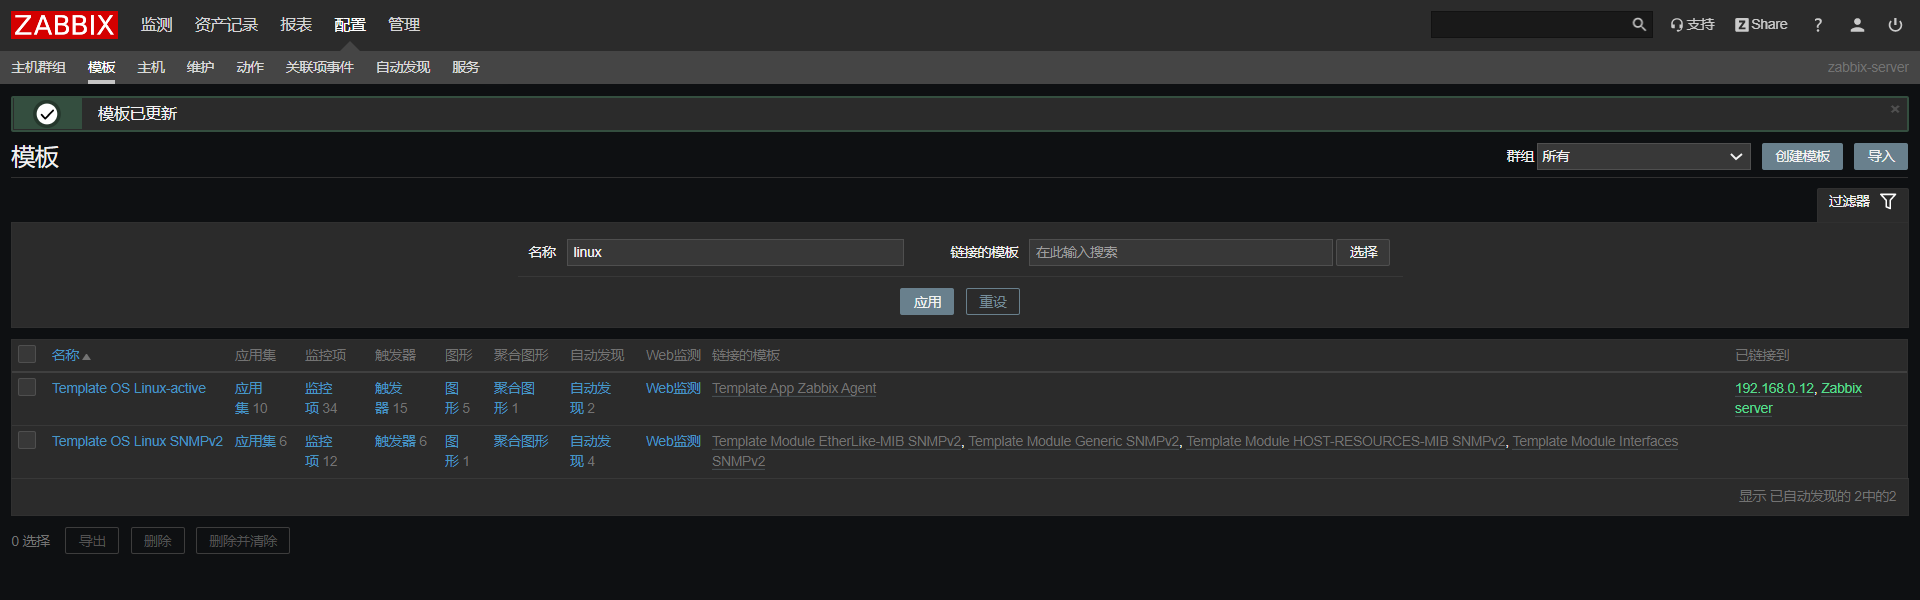 ZABBIX 监测 资产记录 报表 配置 管理 支持 Z Share ?
主机群组 模板 主机 维护 动作 关联项事件 自动发现 服务 zabbix-server
模板已更新
模板 群组 所有 创建模板 导入
过滤器
名称 linux 链接的模板 在此输入搜索 选择
应用 重设
名称 应用集 监控项 触发器 图形 聚合图形 自动发现 Web监测 链接的模板 已链接到
Template OS Linux-active 应用 监控 触发 图 聚合图 自动发 Web监测 Template App Zabbix Agent 192.168.0.12, Zabbix
集 10 项 34 器 15 形 5 形 1 现 2 server
Template OS Linux SNMPv2 应用集 6 监控 触发器 6 图 聚合图形 自动发 Web监测 Template Module EtherLike-MIB SNMPv2, Template Module Generic SNMPv2, Template Module HOST-RESOURCES-MIB SNMPv2, Template Module Interfaces
项 12 形 1 现 4 SNMPv2
显示 已自动发现的 2中的2
0 选择 导出 删除 删除并清除